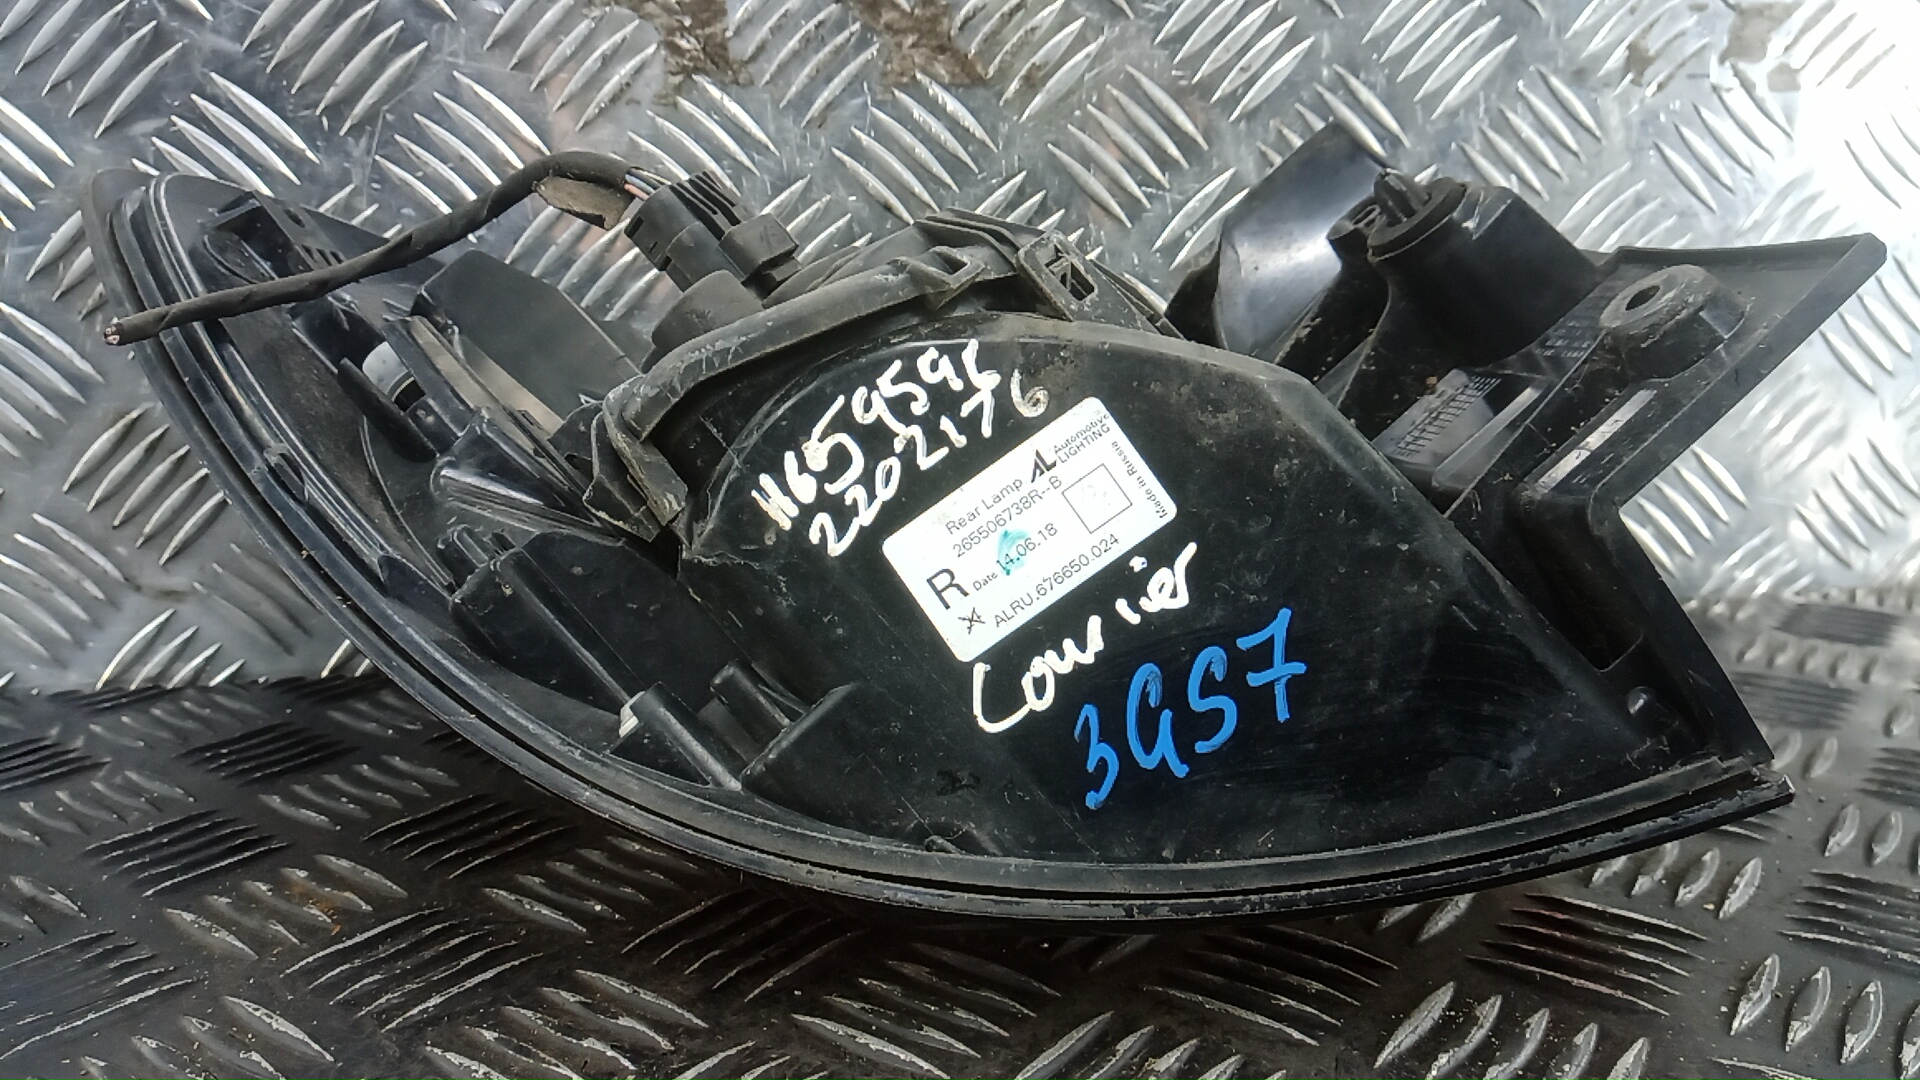 H659591
2202176
Rear Lamp AL Automotive
LIGHTING
265506738R--B
R Date 14.06.18
Made in Russia
ALRU.676650.024
Courier
3GS7